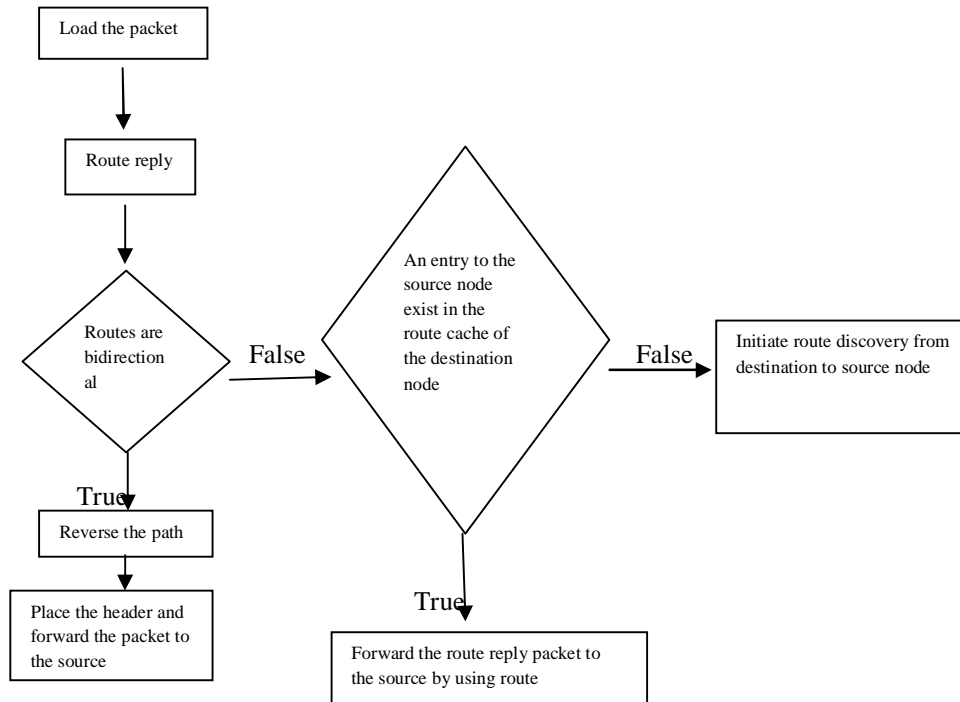 Load the packet
Route reply
Routes are
bidirection
al
False
An entry to the
source node
exist in the
route cache of
the destination
node
False
Initiate route discovery from
destination to source node
True
Reverse the path
Place the header and
forward the packet to
the source
True
Forward the route reply packet to
the source by using route